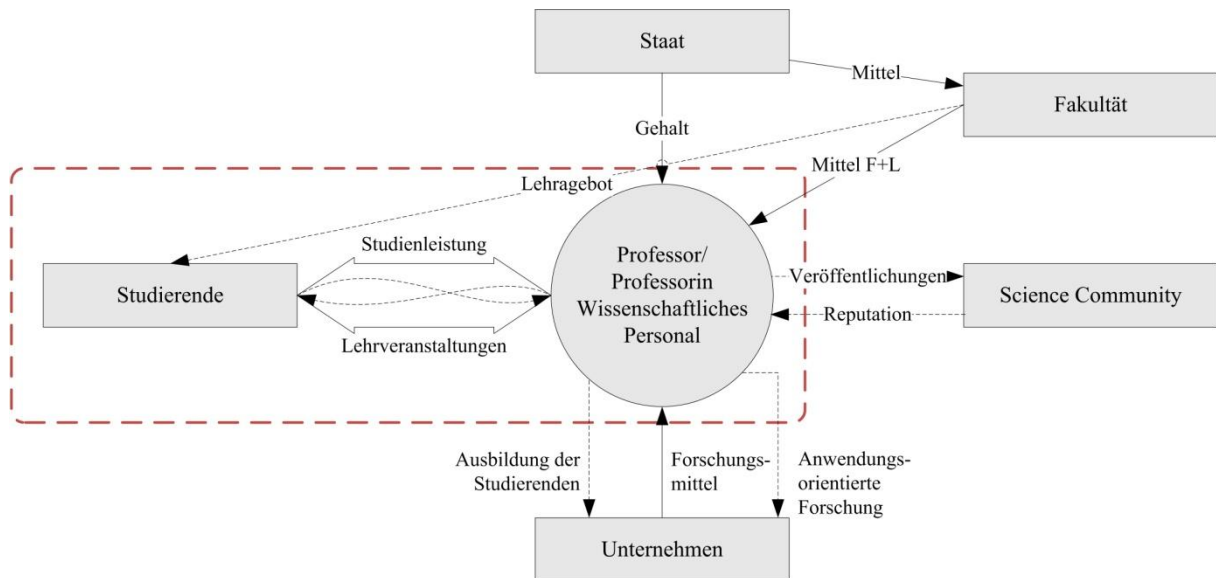 Staat
Mittel
Fakultät
Gehalt
Mittel F+L
Lehragebot
Studienleistung
Studierende
Lehrveranstaltungen
Professor/
Professorin
Wissenschaftliches
Personal
Veröffentlichungen
Reputation
Science Community
Ausbildung der
Studierenden
Forschungs-
mittel
Anwendungs-
orientierte
Forschung
Unternehmen